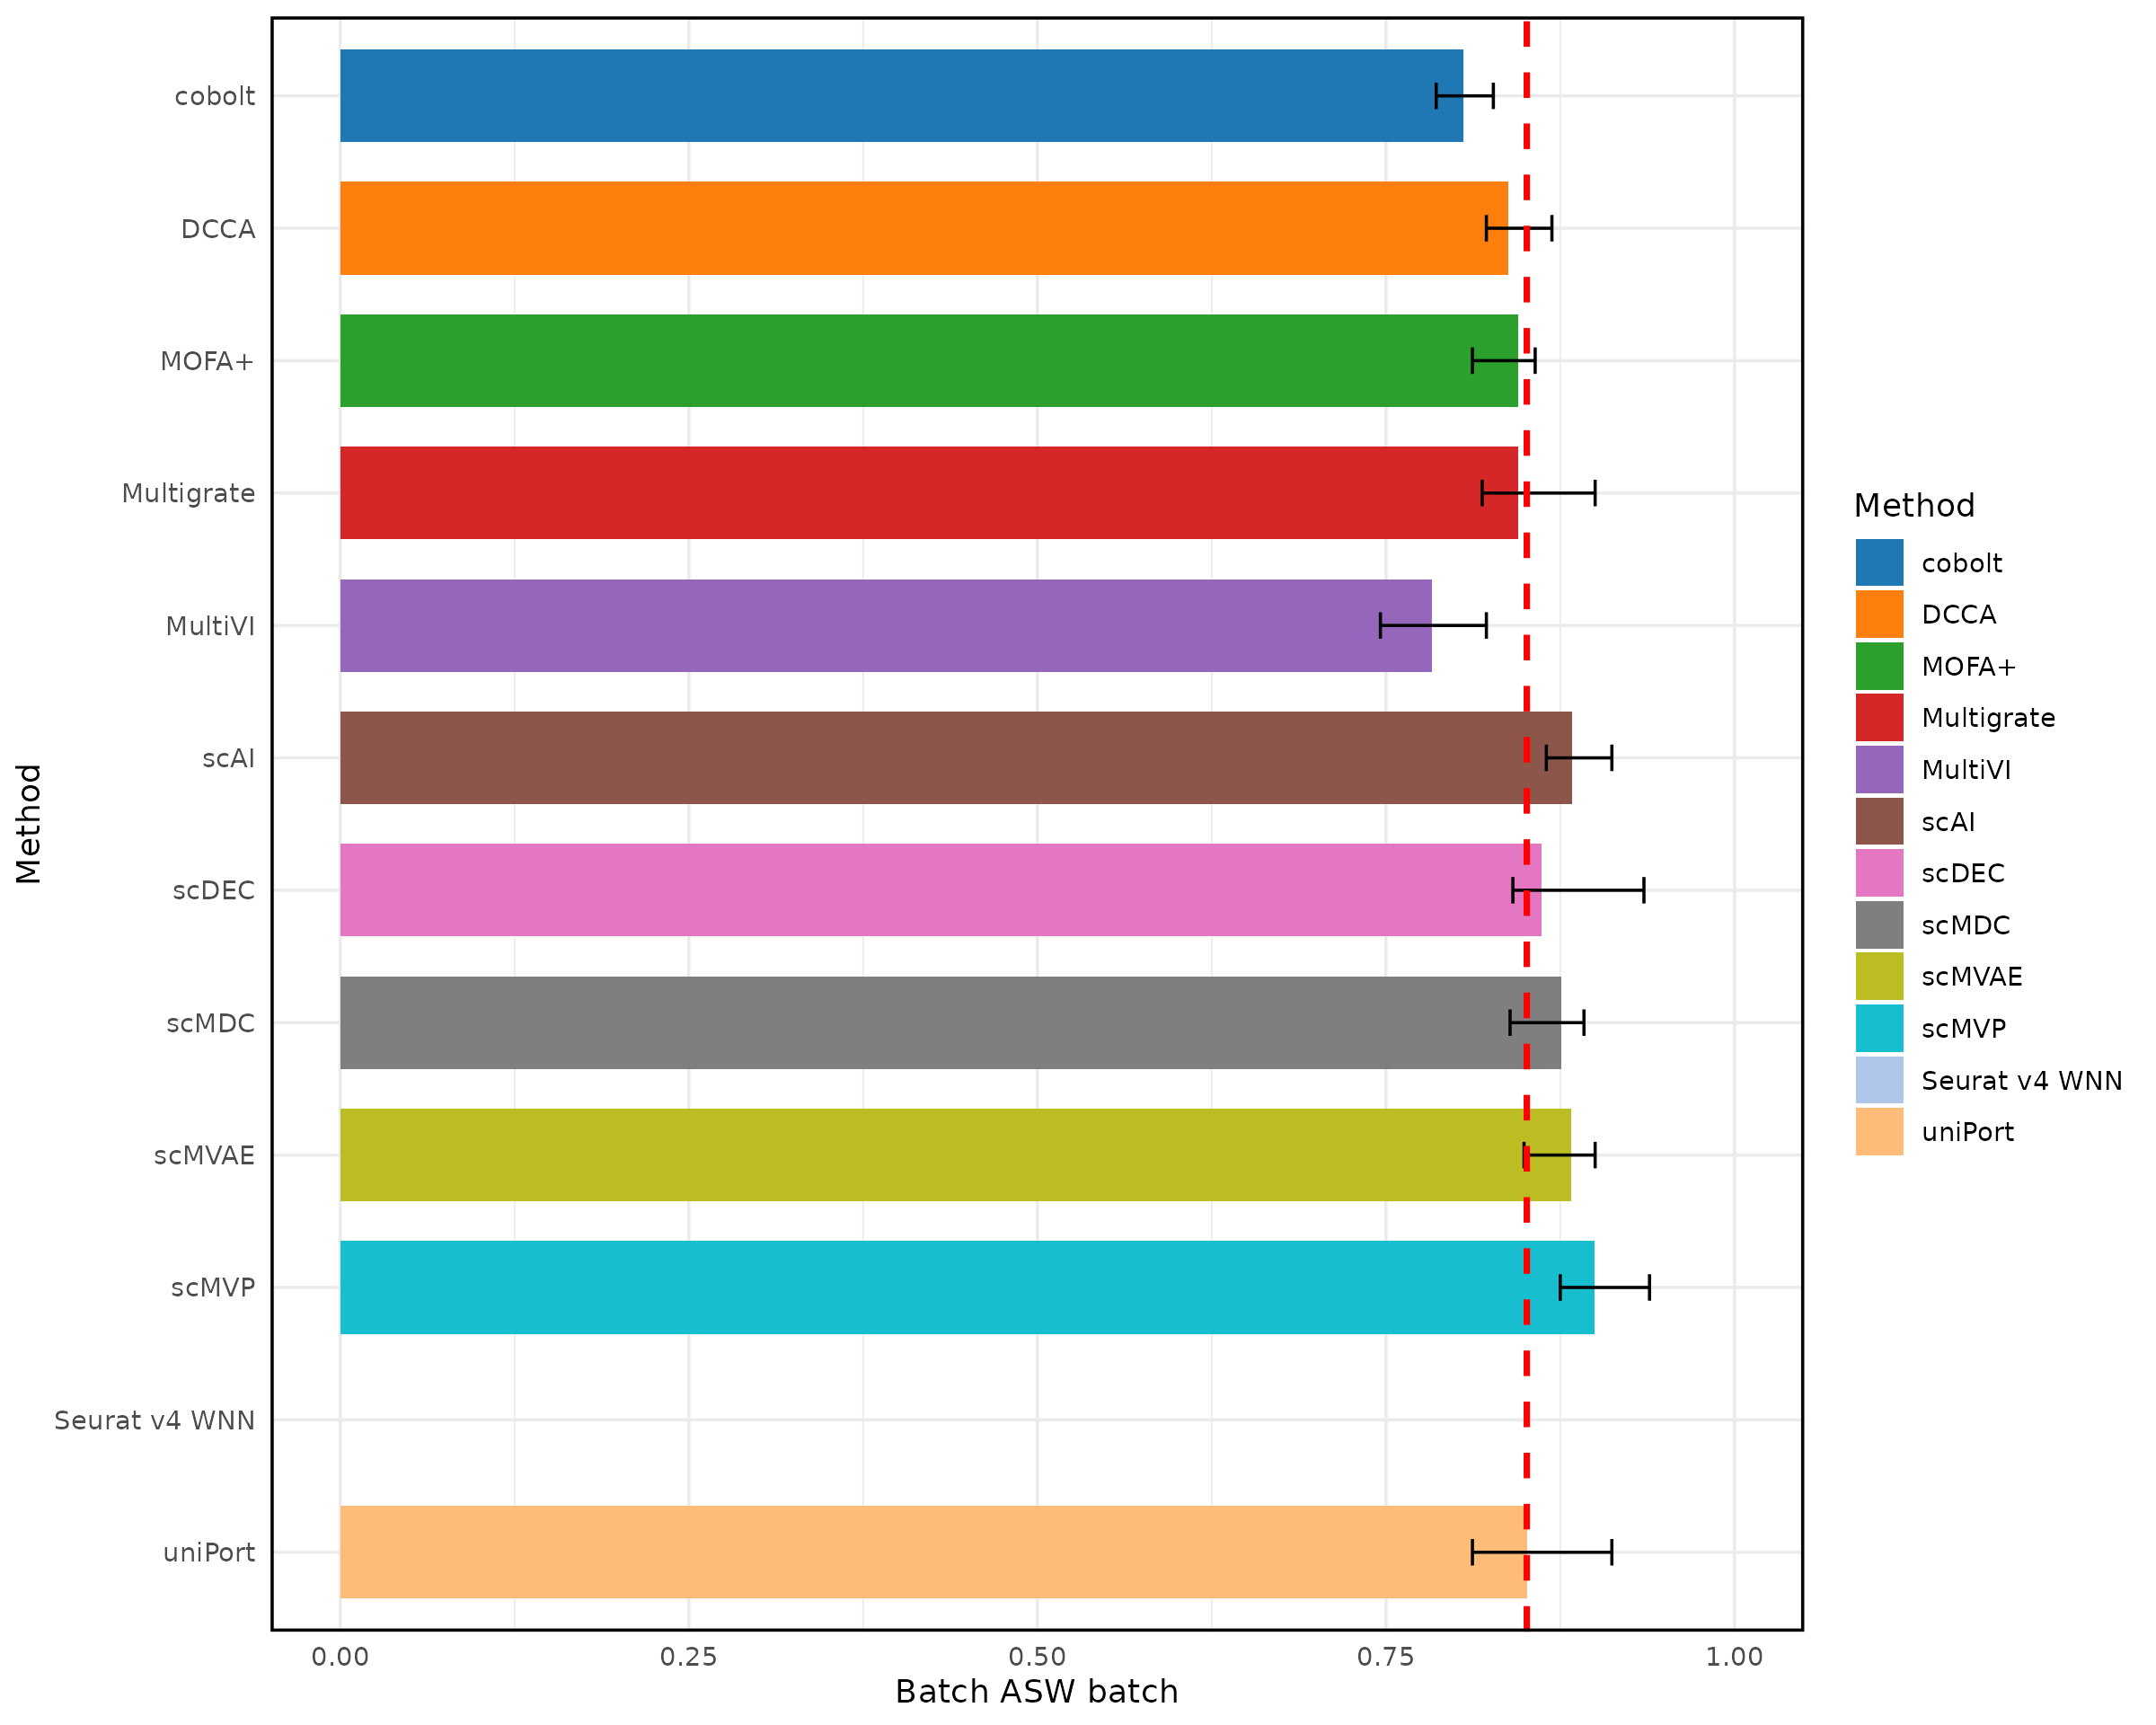 cobolt
DCCA
MOFA+
Multigrate
MultiVI
scAI
scDEC
scMDC
scMVAE
scMVP
Seurat v4 WNN
uniPort
Method
0.00 0.25 0.50 0.75 1.00
Batch ASW batch
Method
cobolt
DCCA
MOFA+
Multigrate
MultiVI
scAI
scDEC
scMDC
scMVAE
scMVP
Seurat v4 WNN
uniPort